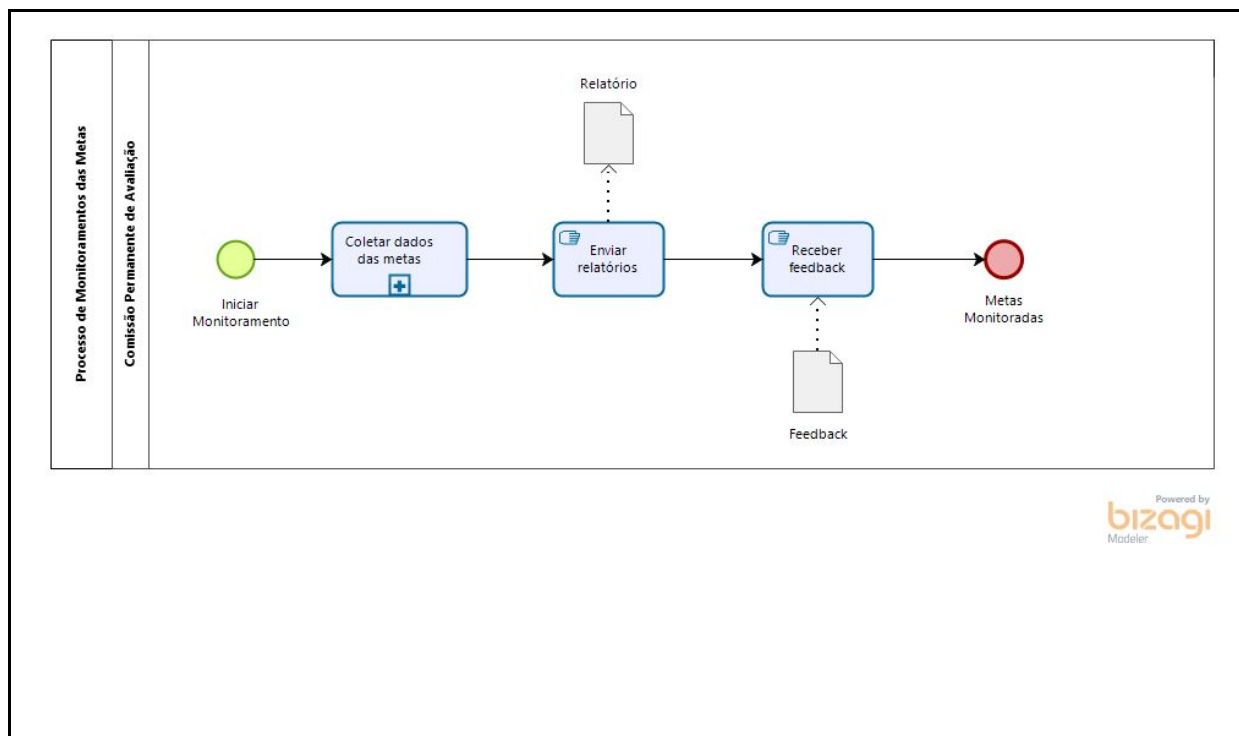 Processo de Monitoramentos das Metas
Comissão Permanente de Avaliação
Relatório
Coletar dados
das metas
Enviar
relatórios
Receber
feedback
Iniciar
Monitoramento
Metas
Monitoradas
Feedback
Powered by
bizagi
Modeler